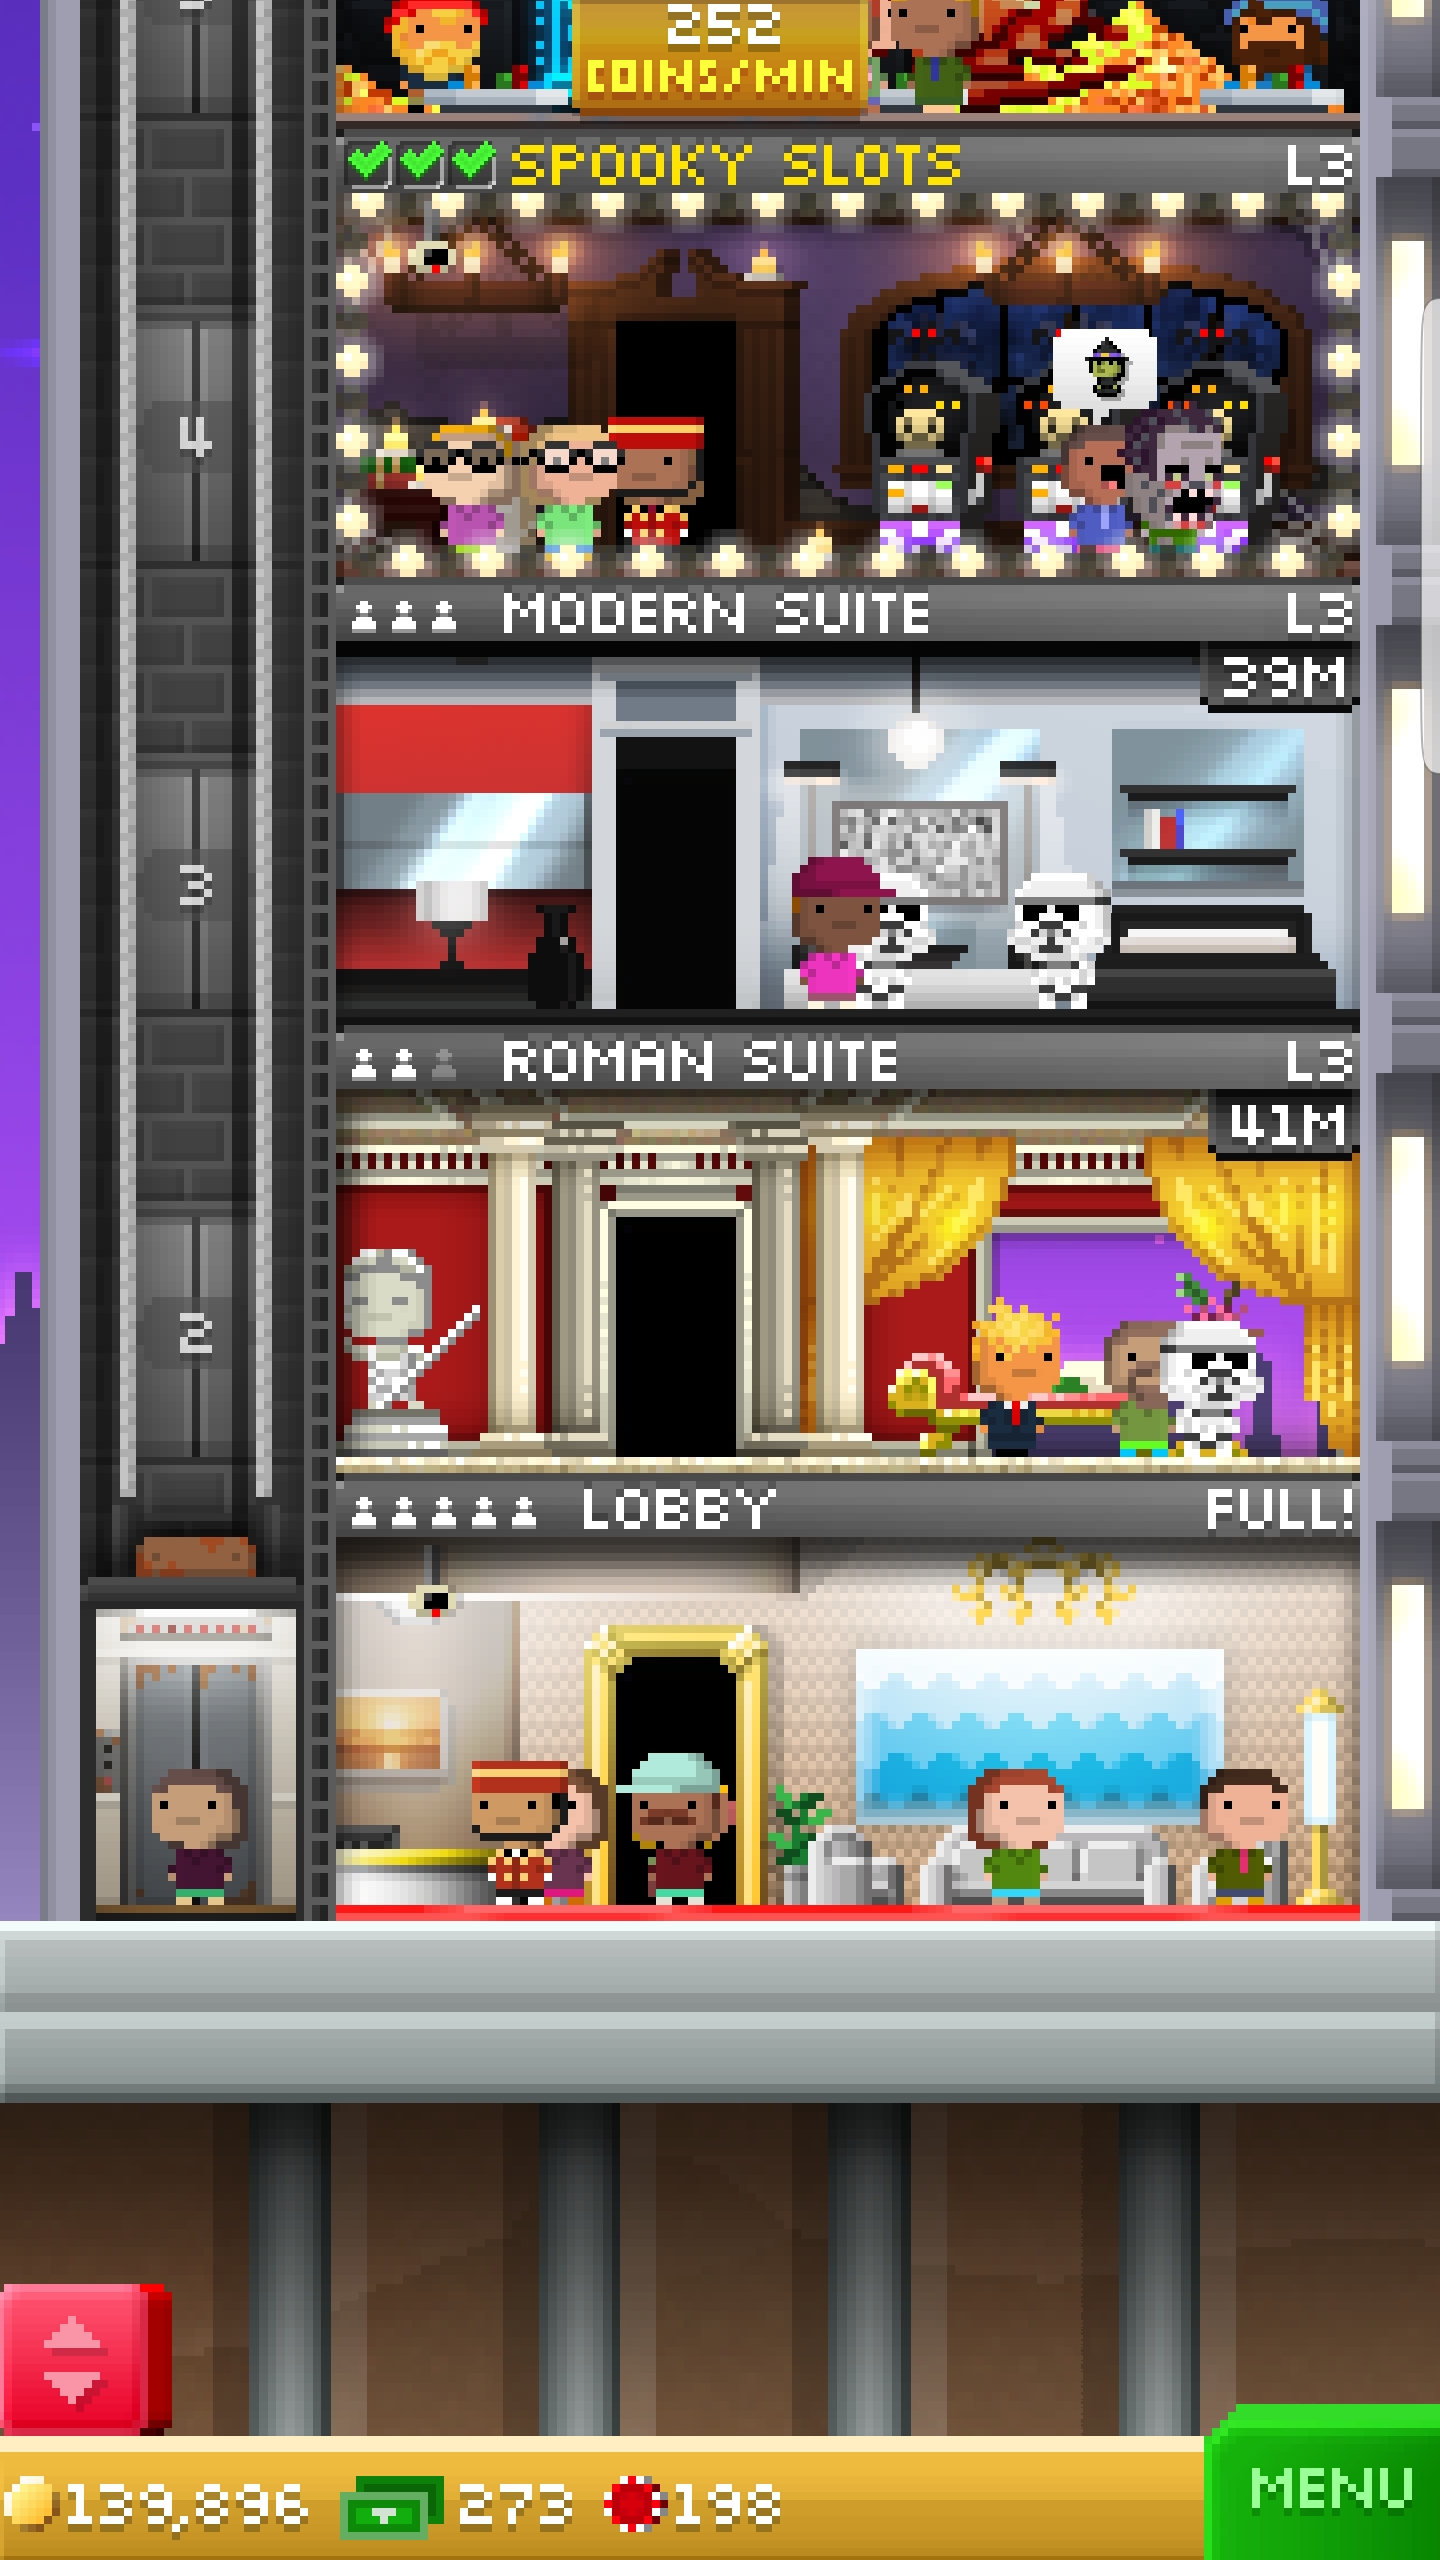 252
COINS/MIN
SPOOKY SLOTS L3
4
MODERN SUITE L3
39M
3
ROMAN SUITE L3
41M
2
LOBBY FULL!
MENU
139,896 273 198